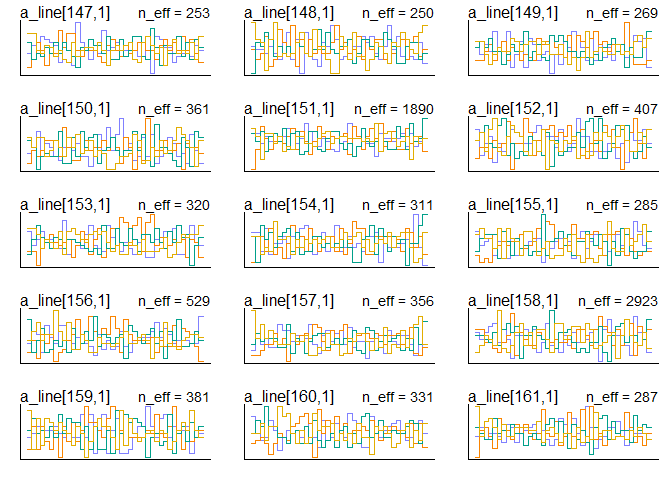 a_line[147,1] n_eff = 253 a_line[148,1] n_eff = 250 a_line[149,1] n_eff = 269
a_line[150,1] n_eff = 361 a_line[151,1] n_eff = 1890 a_line[152,1] n_eff = 407
a_line[153,1] n_eff = 320 a_line[154,1] n_eff = 311 a_line[155,1] n_eff = 285
a_line[156,1] n_eff = 529 a_line[157,1] n_eff = 356 a_line[158,1] n_eff = 2923
a_line[159,1] n_eff = 381 a_line[160,1] n_eff = 331 a_line[161,1] n_eff = 287